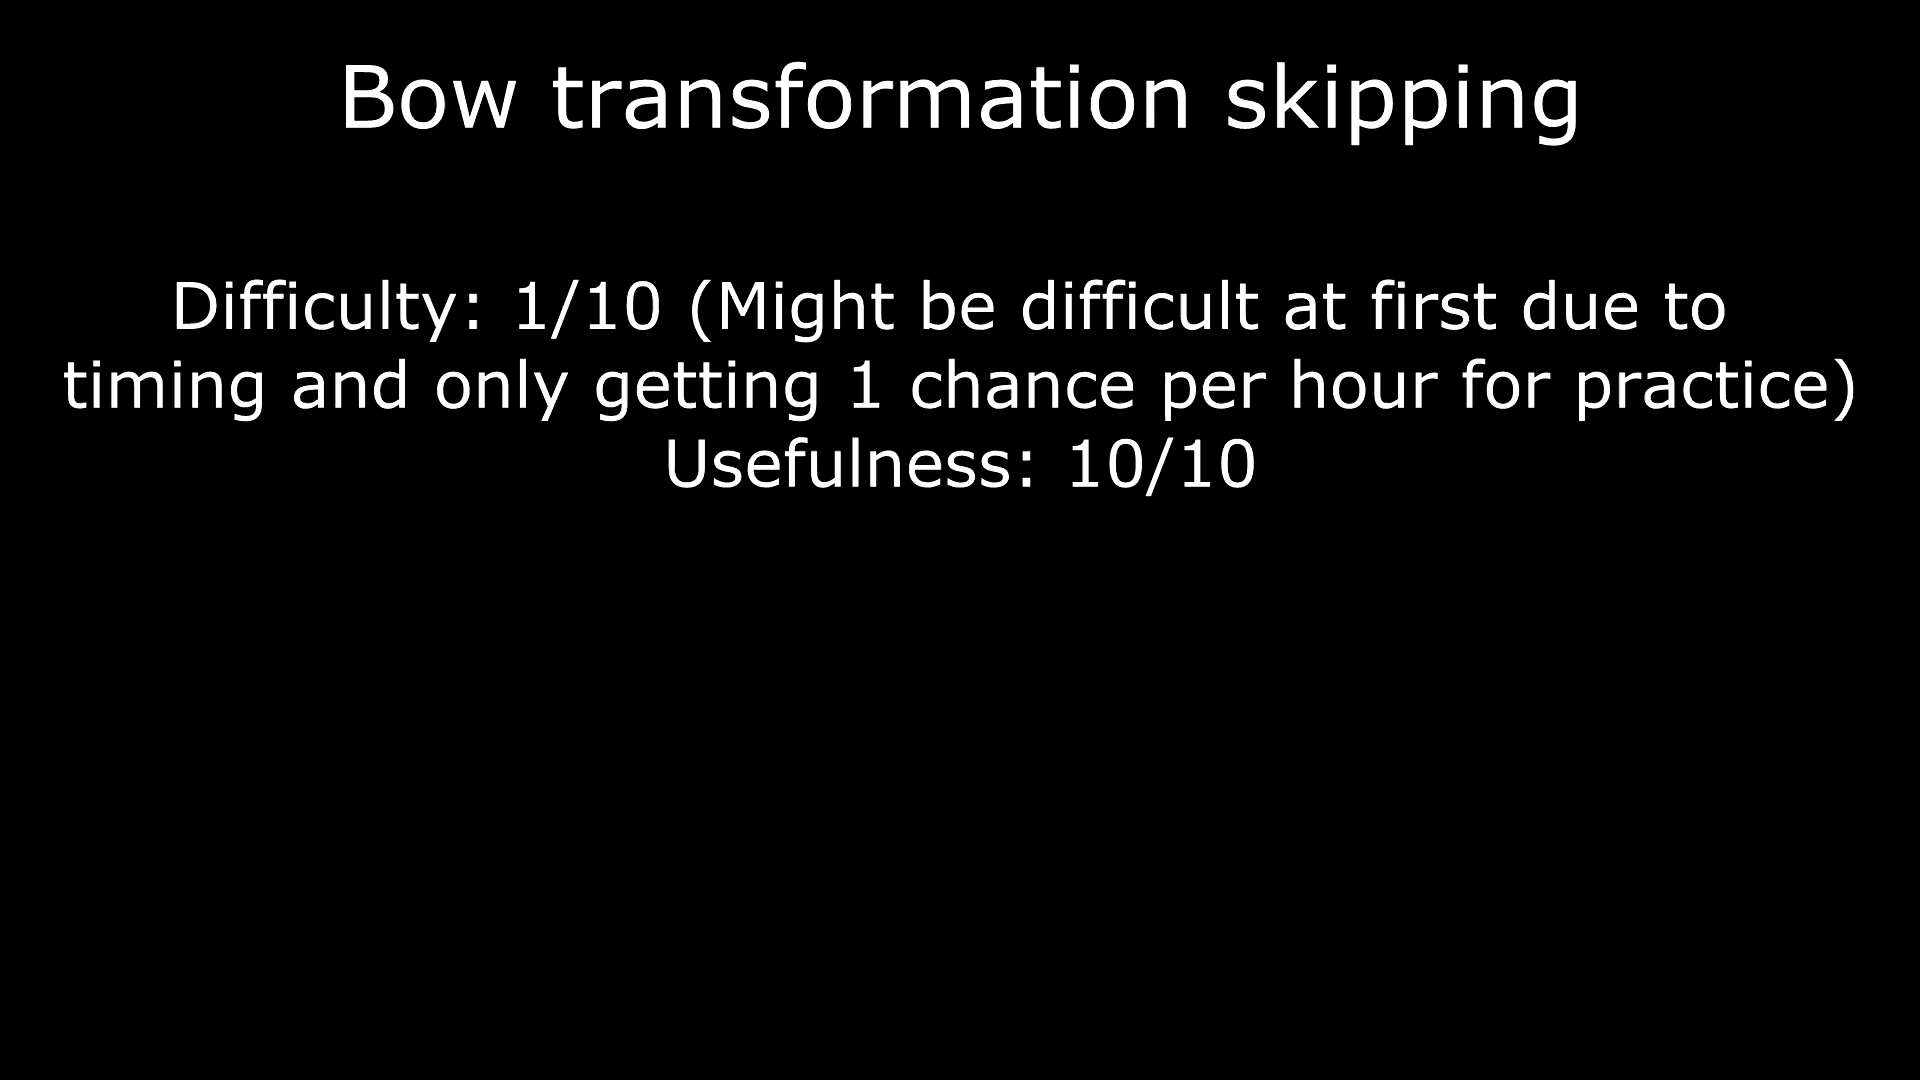 Bow transformation skipping
Difficulty: 1/10 (Might be difficult at first due to
timing and only getting 1 chance per hour for practice)
Usefulness: 10/10